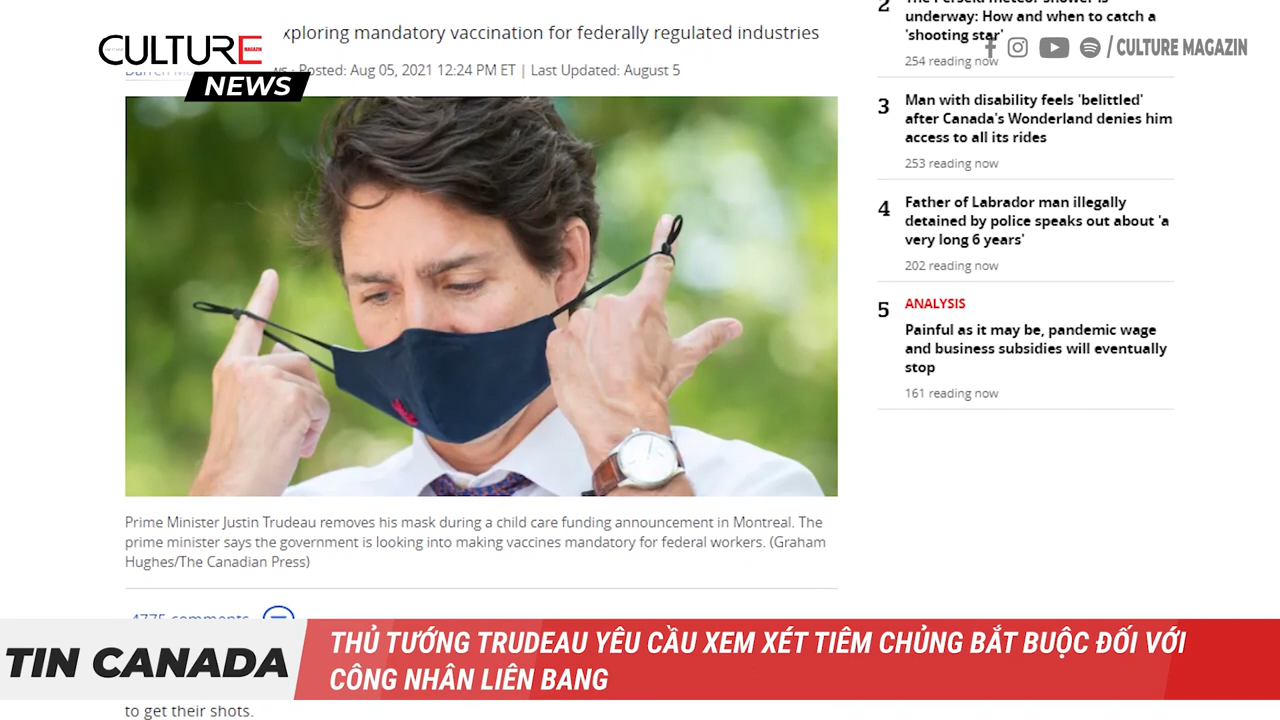 CULTURE
MAGAZIN
NEWS
xploring mandatory vaccination for federally regulated industries
Posted: Aug 05, 2021 12:24 PM ET | Last Updated: August 5
Prime Minister Justin Trudeau removes his mask during a child care funding announcement in Montreal. The
prime minister says the government is looking into making vaccines mandatory for federal workers. (Graham
Hughes/The Canadian Press)
4775 comments
to get their shots.
2
underway: How and when to catch a
'shooting star'
254 reading now
/ CULTURE MAGAZIN
3
Man with disability feels 'belittled'
after Canada's Wonderland denies him
access to all its rides
253 reading now
4
Father of Labrador man illegally
detained by police speaks out about 'a
very long 6 years'
202 reading now
5
ANALYSIS
Painful as it may be, pandemic wage
and business subsidies will eventually
stop
161 reading now
TIN CANADA
THỦ TƯỚNG TRUDEAU YÊU CẦU XEM XÉT TIÊM CHỦNG BẮT BUỘC ĐỐI VỚI
CÔNG NHÂN LIÊN BANG